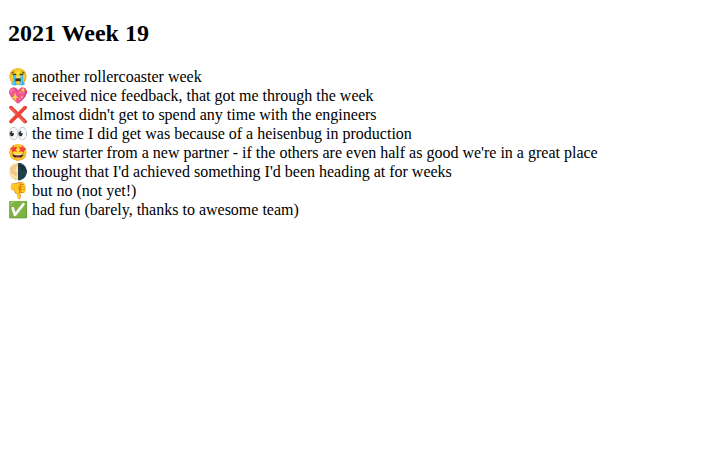 2021 Week 19
😭 another rollercoaster week
💖 received nice feedback, that got me through the week
❌ almost didn't get to spend any time with the engineers
👀 the time I did get was because of a heisenbug in production
🤩 new starter from a new partner - if the others are even half as good we're in a great place
🌗 thought that I'd achieved something I'd been heading at for weeks
👎 but no (not yet!)
✅ had fun (barely, thanks to awesome team)